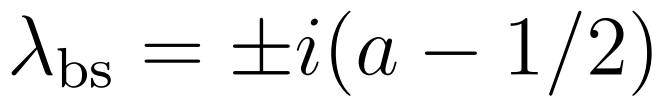 λ_bs = ±i(a − 1/2)